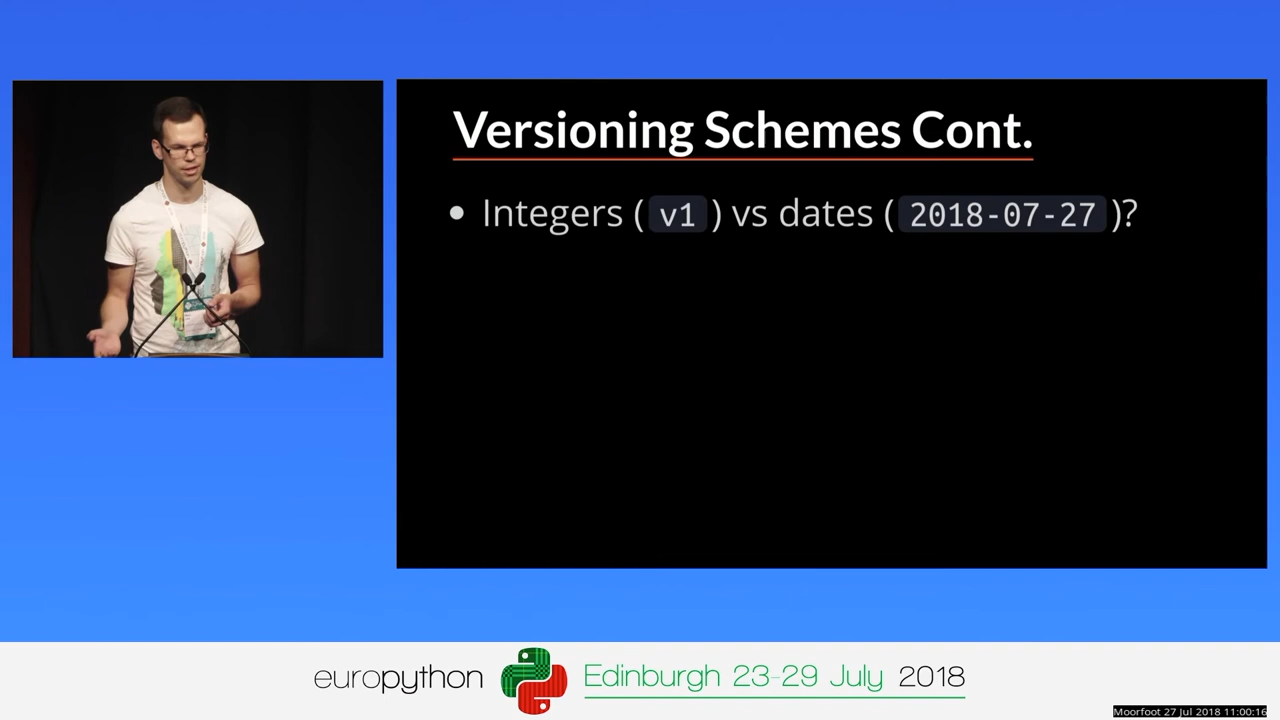 Versioning Schemes Cont.
• Integers ( v1 ) vs dates ( 2018-07-27 )?
europython
Edinburgh 23-29 July 2018
Moorfoot 27 Jul 2018 11:00:16